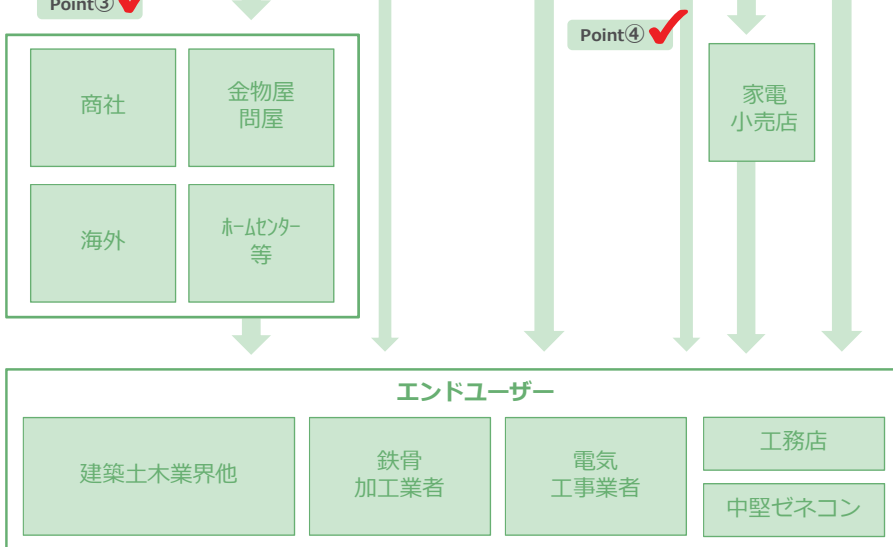 Point③
Point④
商社
金物屋
問屋
家電
小売店
海外
ﾎｰﾑｾﾝﾀｰ
等
エンドユーザー
建築土木業界他
鉄骨
加工業者
電気
工事業者
工務店
中堅ゼネコン